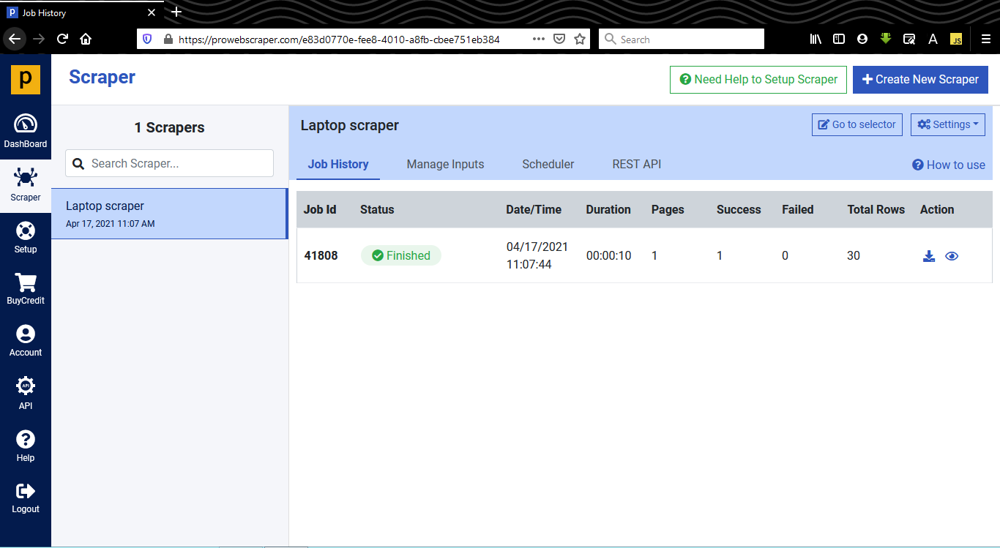 p Job History
https://prowebscraper.com/e83d0770e-fee8-4010-a8fb-cbee751eb384
Search
A
JS
p
Scraper
Need Help to Setup Scraper
Create New Scraper
DashBoard
Scraper
Setup
BuyCredit
Account
API
API
Help
Logout
1 Scrapers
Search Scraper...
Laptop scraper
Apr 17, 2021 11:07 AM
Laptop scraper
Go to selector
Settings
Job History Manage Inputs Scheduler REST API
How to use
Job Id Status Date/Time Duration Pages Success Failed Total Rows Action
41808 Finished 04/17/2021 11:07:44 00:00:10 1 1 0 30